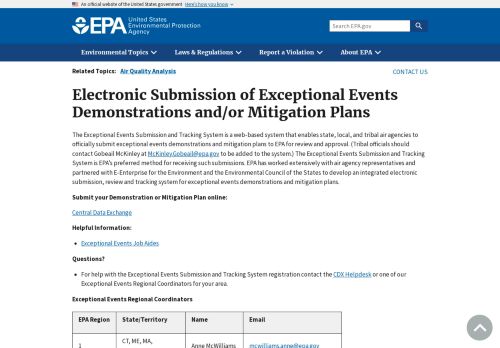 An official website of the United States government Here's how you know
EPA United States
Environmental Protection
Agency
Search EPA.gov
Environmental Topics Laws & Regulations Report a Violation About EPA
Related Topics: Air Quality Analysis CONTACT US
Electronic Submission of Exceptional Events
Demonstrations and/or Mitigation Plans
The Exceptional Events Submission and Tracking System is a web-based system that enables state, local, and tribal air agencies to
officially submit exceptional events demonstrations and mitigation plans to EPA for review and approval. (Tribal officials should
contact Gobeail McKinley at McKinley.Gobeail@epa.gov to be added to the system.) The Exceptional Events Submission and Tracking
System is EPA's preferred method for receiving such submissions. EPA has worked extensively with air agency representatives and
partnered with E-Enterprise for the Environment and the Environmental Council of the States to develop an integrated electronic
submission, review and tracking system for exceptional events demonstrations and mitigation plans.
Submit your Demonstration or Mitigation Plan online:
Central Data Exchange
Helpful Information:
Exceptional Events Job Aides
Questions?
For help with the Exceptional Events Submission and Tracking System registration contact the CDX Helpdesk or one of our
Exceptional Events Regional Coordinators for your area.
Exceptional Events Regional Coordinators
EPA Region State/Territory Name Email
CT, ME, MA,
1 Anne McWilliams mcwilliams.anne@epa.gov